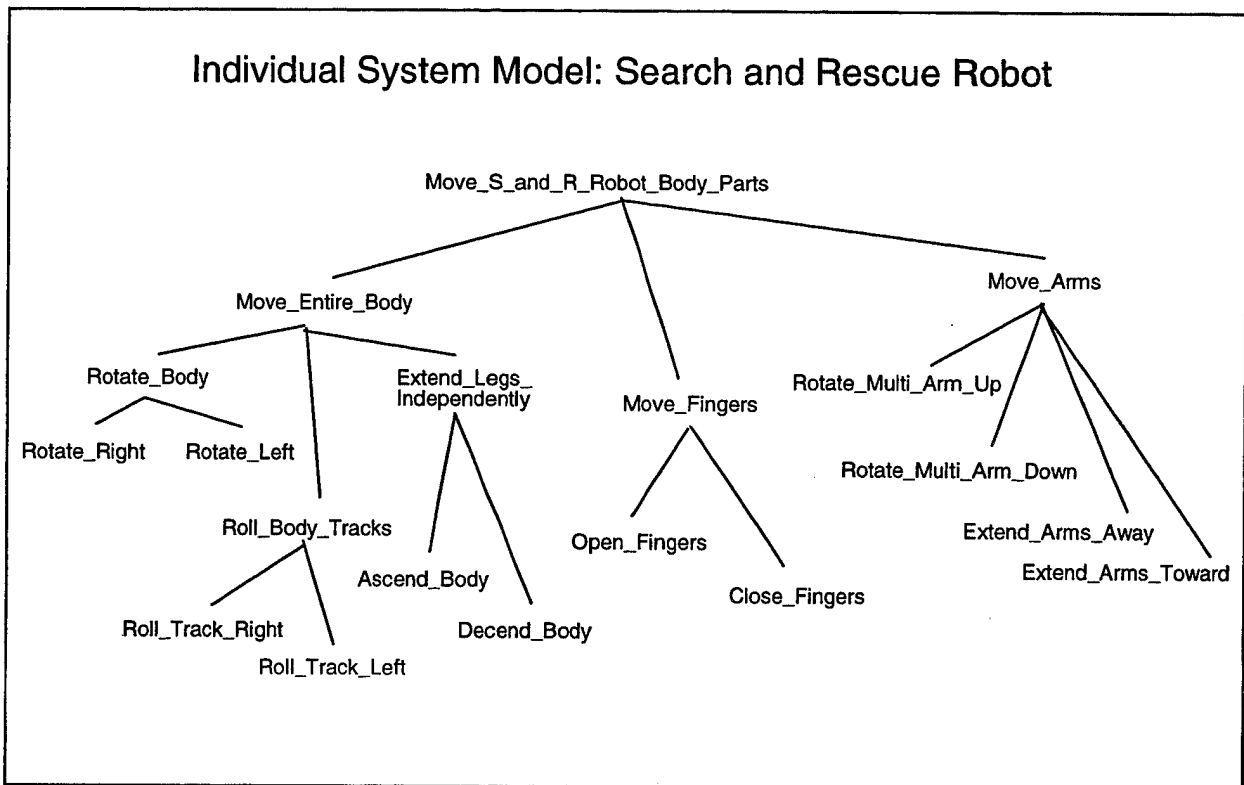 Individual System Model: Search and Rescue Robot
Move_S_and_R_Robot_Body_Parts
Move_Entire_Body
Move_Arms
Rotate_Body
Extend_Legs_
Independently
Move_Fingers
Rotate_Multi_Arm_Up
Rotate_Right
Rotate_Left
Rotate_Multi_Arm_Down
Roll_Body_Tracks
Ascend_Body
Open_Fingers
Extend_Arms_Away
Extend_Arms_Toward
Close_Fingers
Roll_Track_Right
Decend_Body
Roll_Track_Left